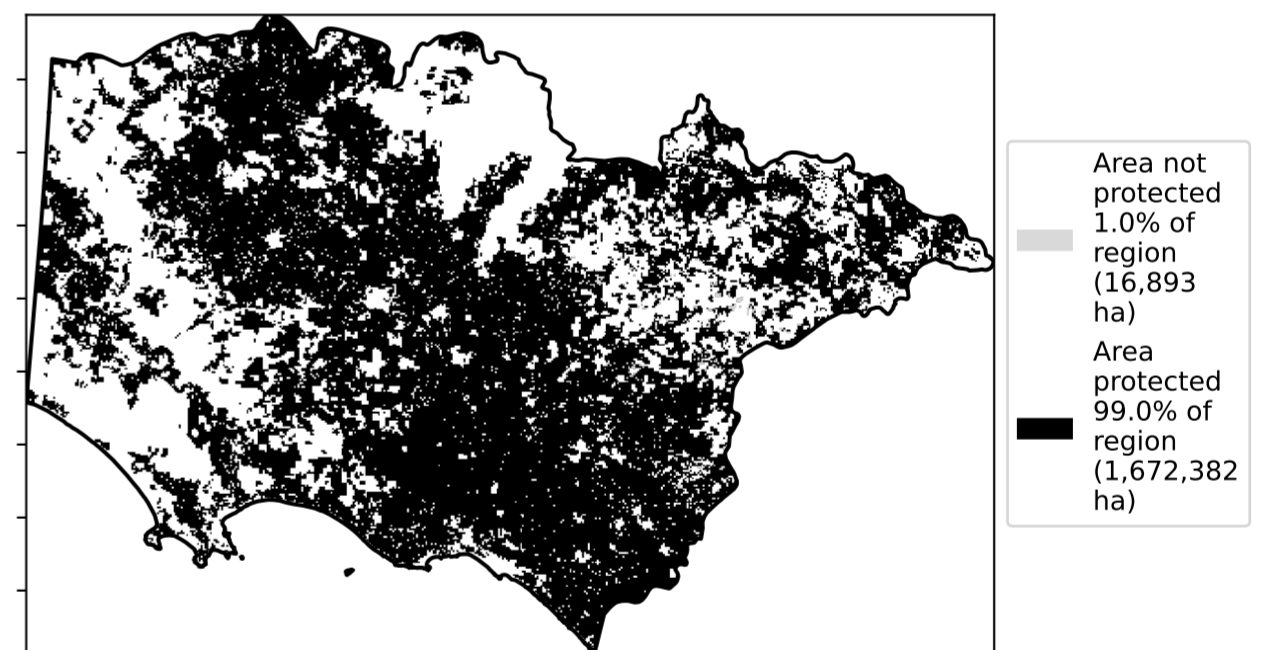 Area not
protected
1.0% of
region
(16,893
ha)
Area
protected
99.0% of
region
(1,672,382
ha)